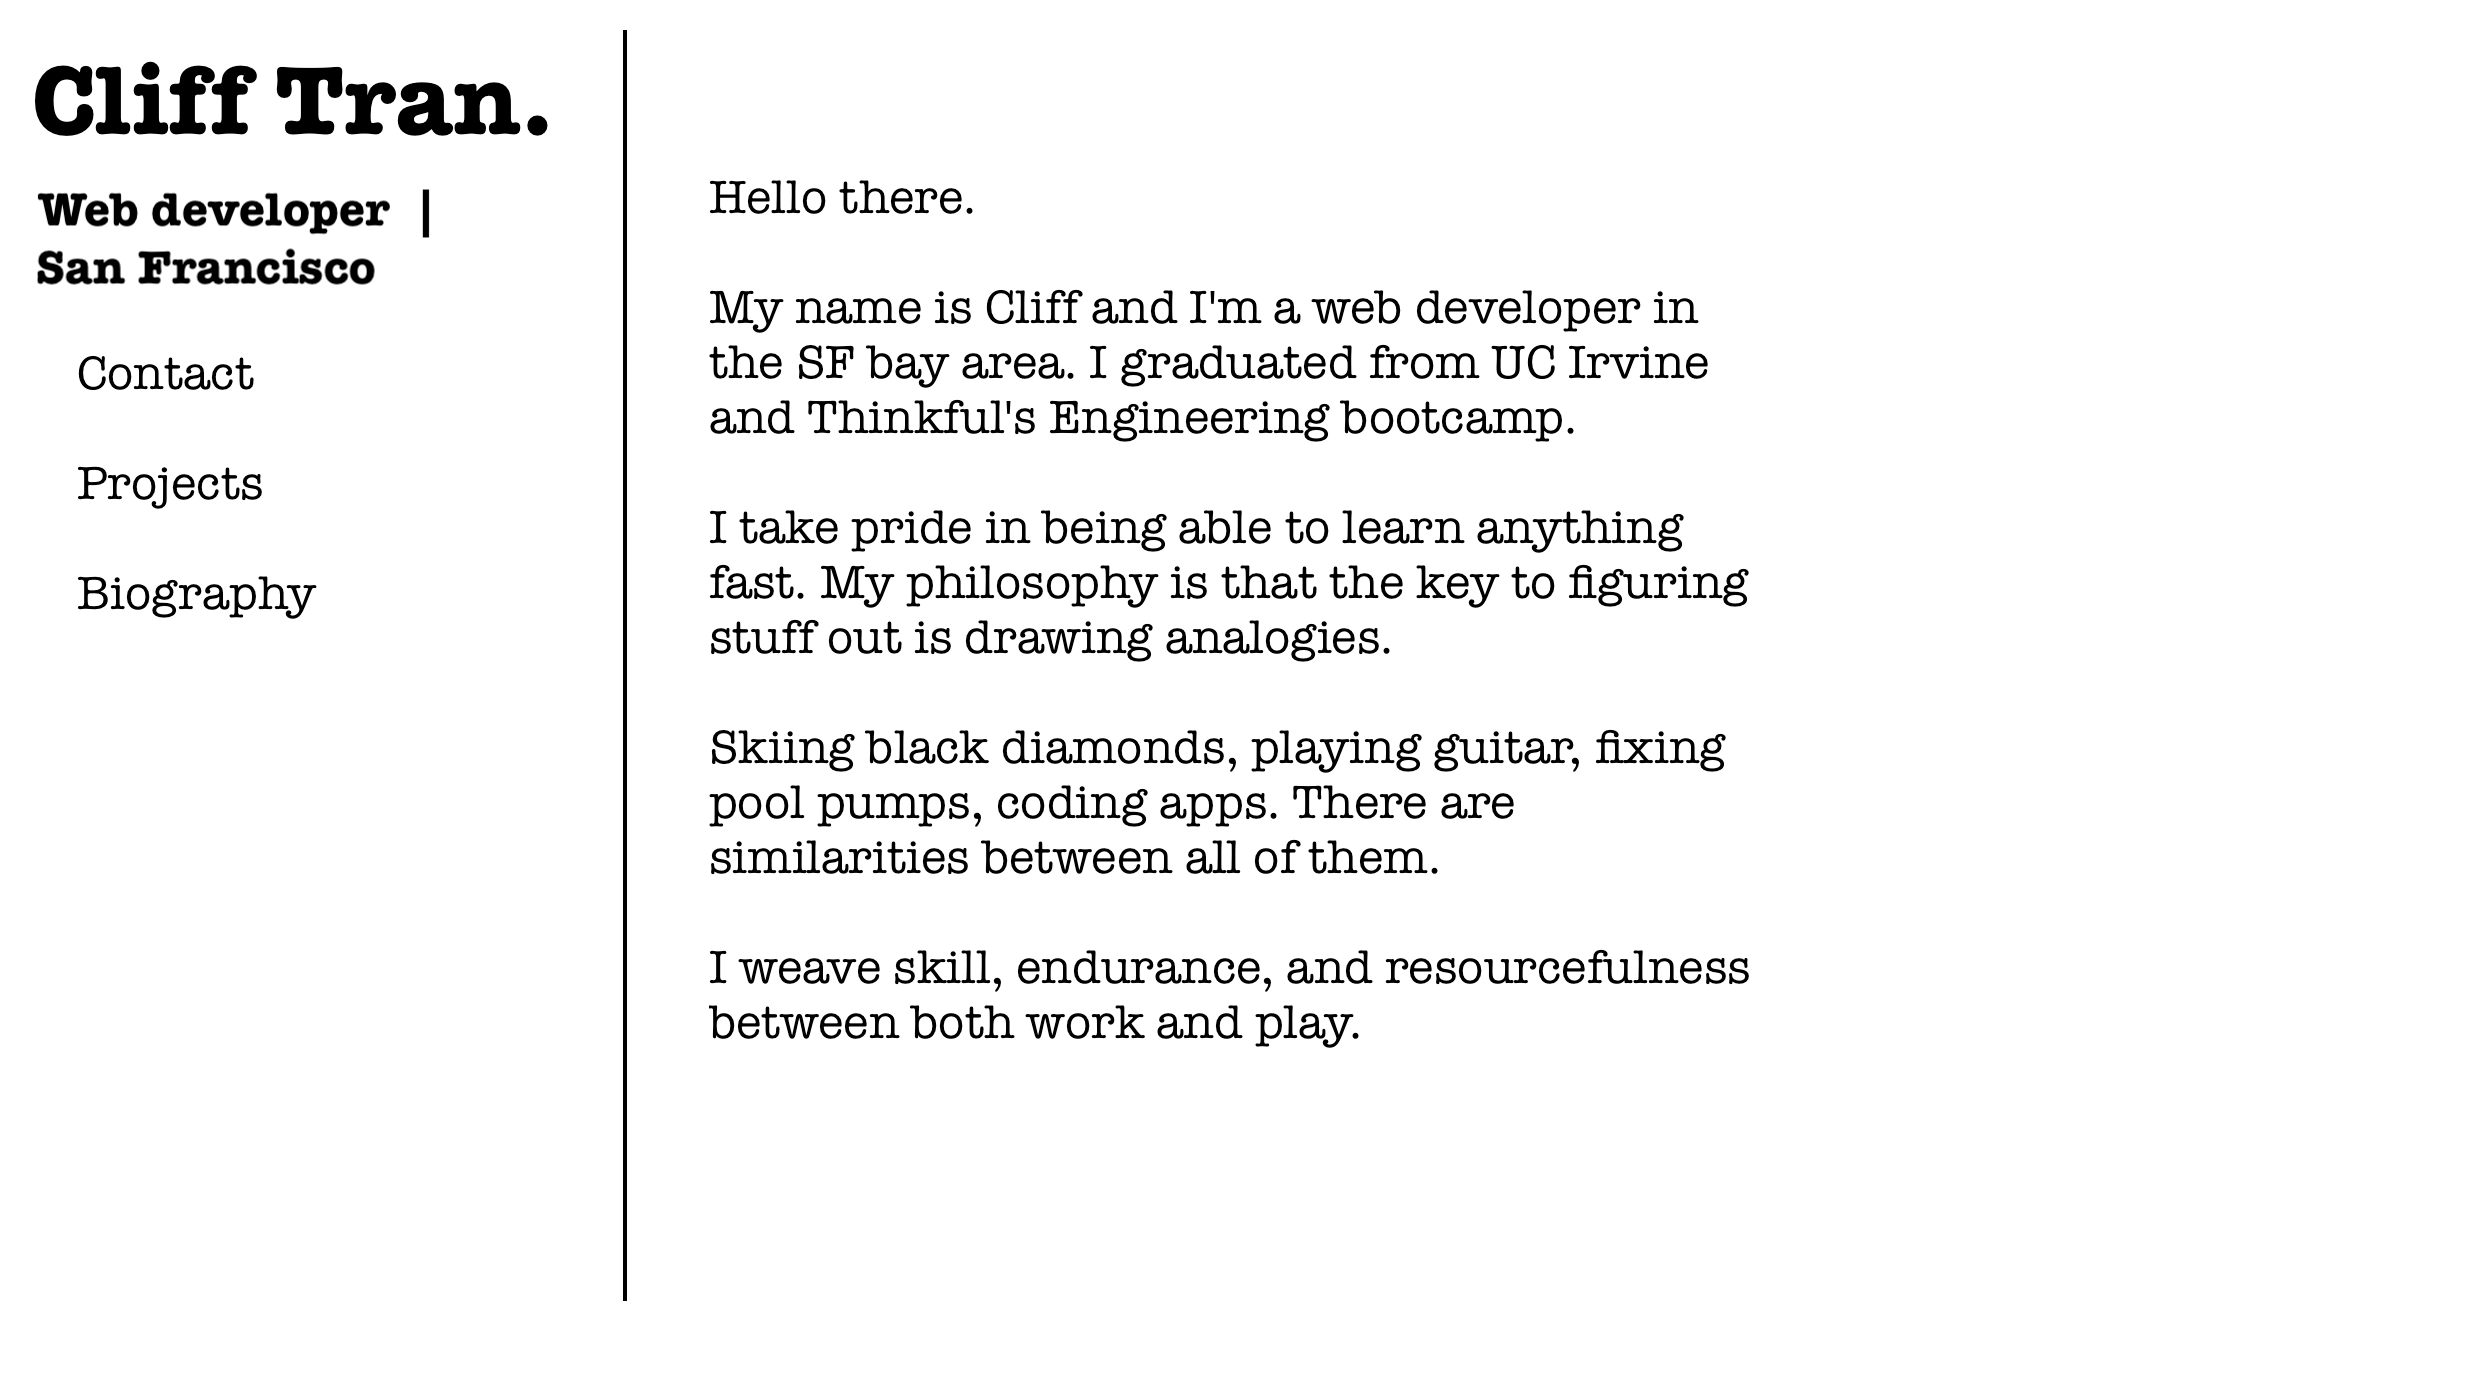 Cliff Tran.
Web developer |
San Francisco
Contact
Projects
Biography
Hello there.
My name is Cliff and I'm a web developer in
the SF bay area. I graduated from UC Irvine
and Thinkful's Engineering bootcamp.
I take pride in being able to learn anything
fast. My philosophy is that the key to figuring
stuff out is drawing analogies.
Skiing black diamonds, playing guitar, fixing
pool pumps, coding apps. There are
similarities between all of them.
I weave skill, endurance, and resourcefulness
between both work and play.